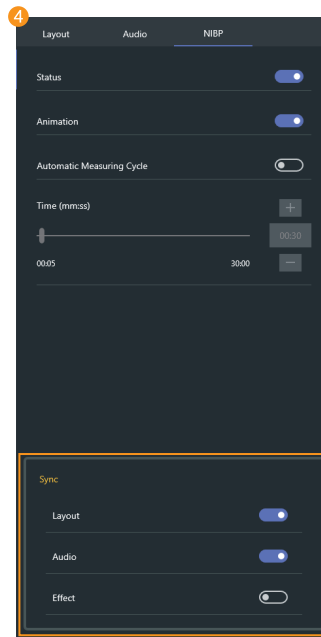 4
Layout Audio NIBP
Status
Animation
Automatic Measuring Cycle
Time (mm:ss)
+
00:30
00:05 30:00
−
Sync
Layout
Audio
Effect